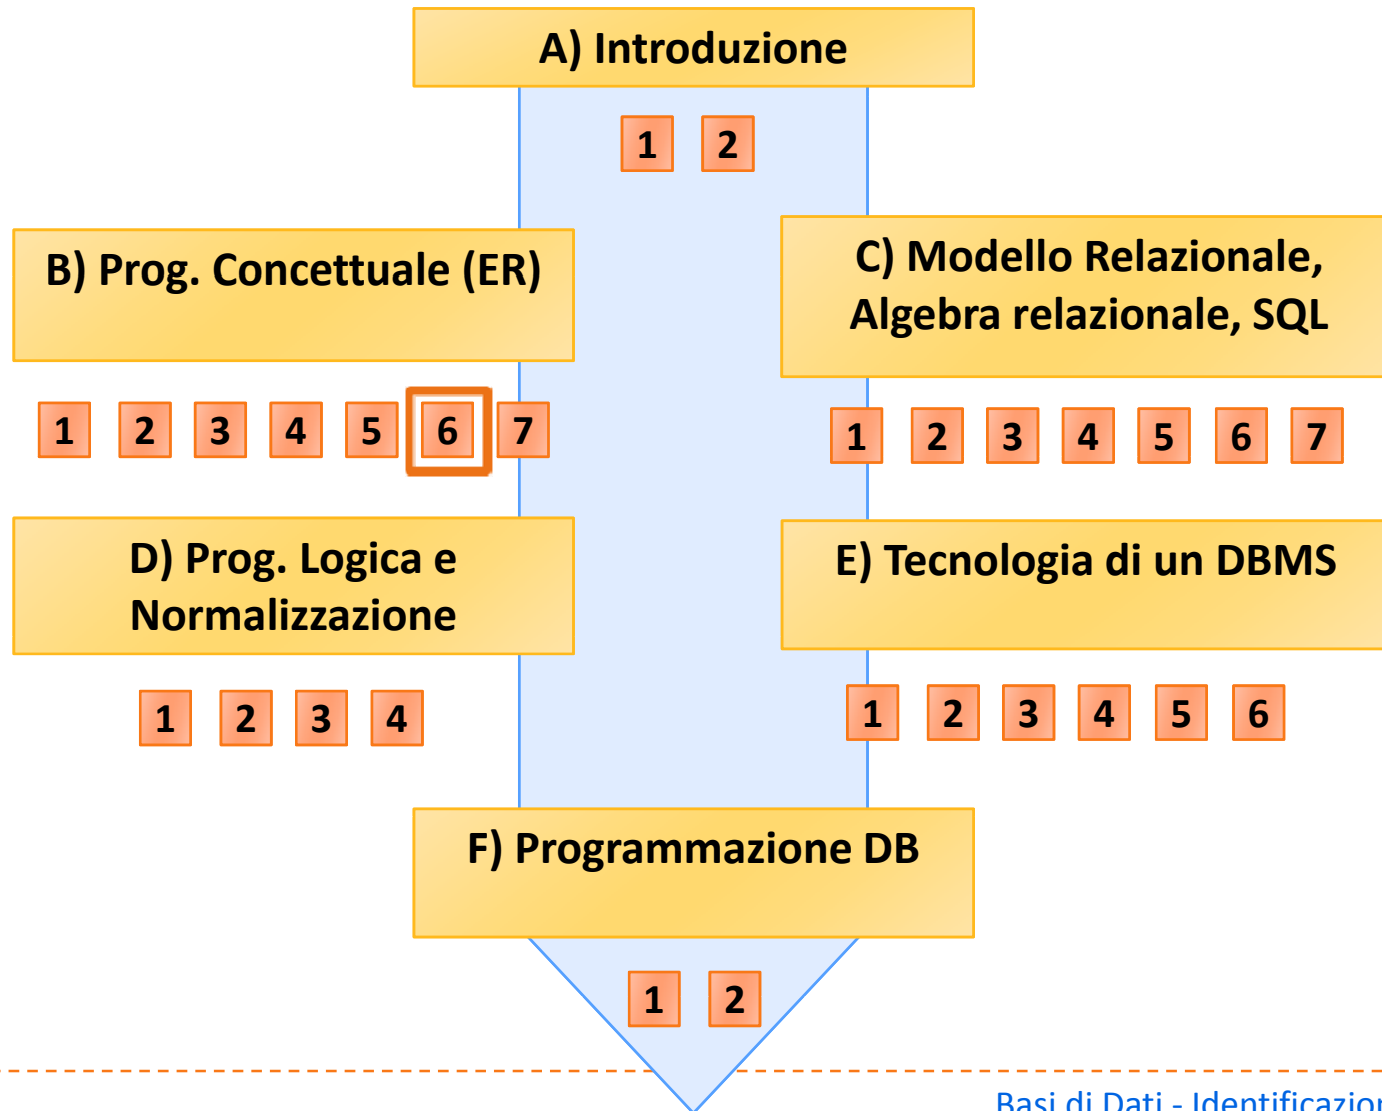 A) Introduzione
1 2
B) Prog. Concettuale (ER)
C) Modello Relazionale,
Algebra relazionale, SQL
1 2 3 4 5 6 7
1 2 3 4 5 6 7
D) Prog. Logica e
Normalizzazione
E) Tecnologia di un DBMS
1 2 3 4
1 2 3 4 5 6
F) Programmazione DB
1 2
Basi di Dati - Identificazion